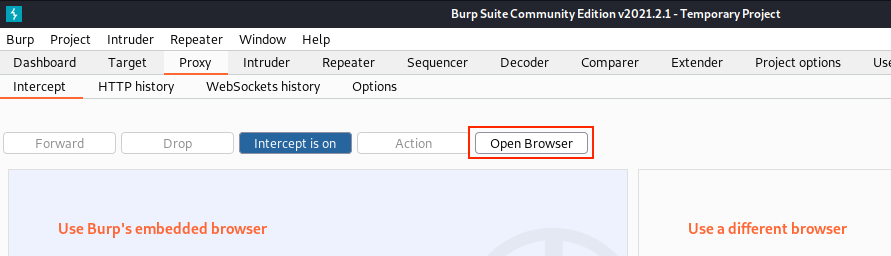 Burp Suite Community Edition v2021.2.1 - Temporary Project
Burp Project Intruder Repeater Window Help
Dashboard Target Proxy Intruder Repeater Sequencer Decoder Comparer Extender Project options Use
Intercept HTTP history WebSockets history Options
Forward Drop Intercept is on Action Open Browser
Use Burp's embedded browser Use a different browser